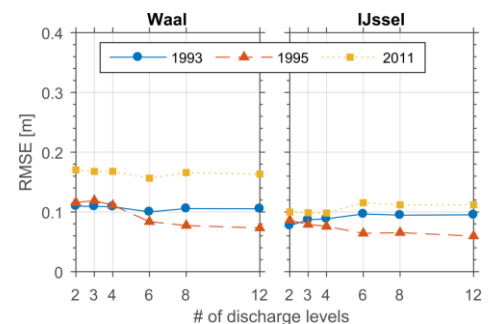 Waal IJssel
1993 1995 2011
0.4
0.3
0.2
0.1
0
RMSE [m]
2 3 4 6 8 12 2 3 4 6 8 12
# of discharge levels